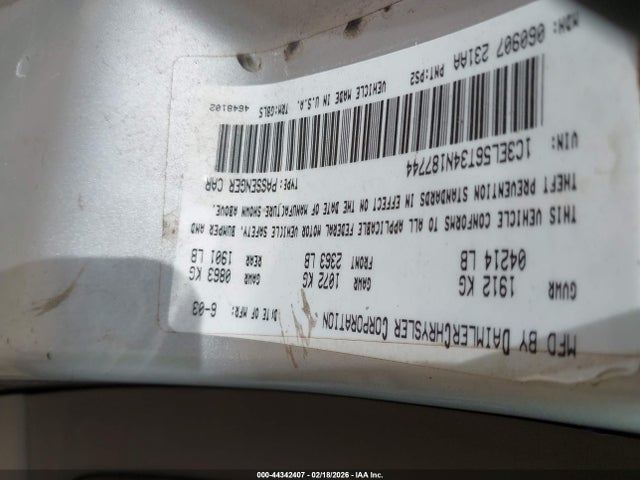 MFD BY DAIMLERCHRYSLER CORPORATION
DATE OF MFR: 6-03
GVWR 1912 KG 04214 LB
GAWR FRONT 1072 KG 2363 LB
GAWR REAR 0863 KG 1901 LB
THIS VEHICLE CONFORMS TO ALL APPLICABLE FEDERAL MOTOR VEHICLE SAFETY, BUMPER AND
THEFT PREVENTION STANDARDS IN EFFECT ON THE DATE OF MANUFACTURE SHOWN ABOVE.
VIN: 1C3EL56T34N187744 TYPE: PASSENGER CAR
MDH: 060907 231AA PNT:PS2 VEHICLE MADE IN U.S.A. TRM:GBL5 4648102
000-44342407 - 02/18/2026 - IAA Inc.